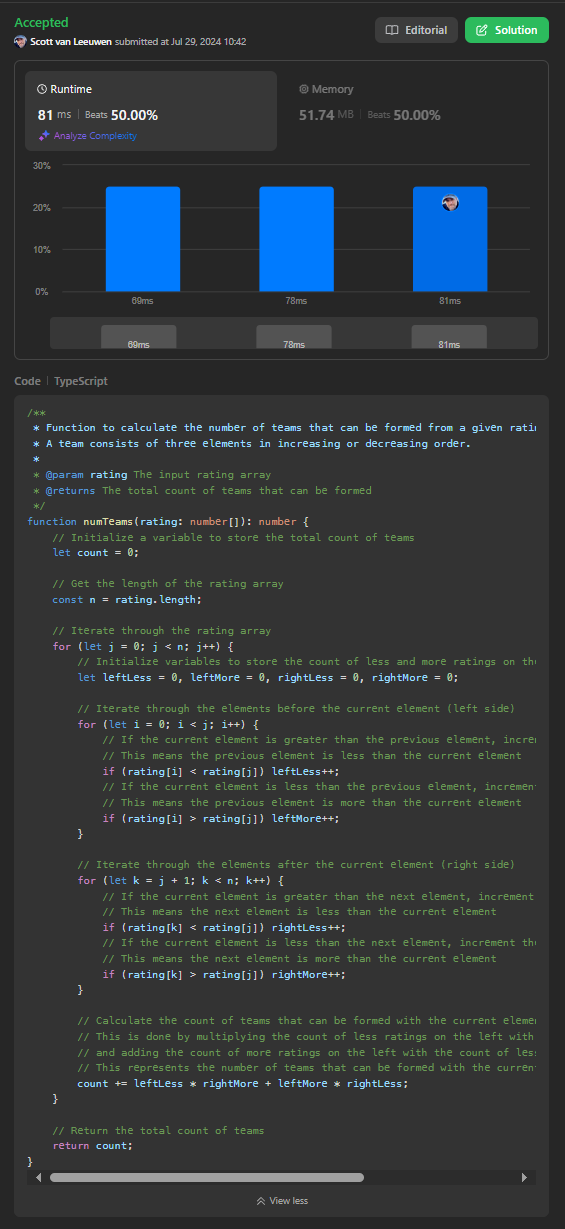 Accepted
Scott van Leeuwen submitted at Jul 29, 2024 10:42
Editorial
Solution
Runtime
81 ms | Beats 50.00%
Analyze Complexity
Memory
51.74 MB | Beats 50.00%
30%
20%
10%
0%
69ms 78ms 81ms
69ms 78ms 81ms
Code | TypeScript
/**
 * Function to calculate the number of teams that can be formed from a given
 * A team consists of three elements in increasing or decreasing order.
 *
 * @param rating The input rating array
 * @returns The total count of teams that can be formed
 */
function numTeams(rating: number[]): number {
    // Initialize a variable to store the total count of teams
    let count = 0;
    // Get the length of the rating array
    const n = rating.length;
    // Iterate through the rating array
    for (let j = 0; j < n; j++) {
        // Initialize variables to store the count of less and more ratings on
        let leftLess = 0, leftMore = 0, rightLess = 0, rightMore = 0;
        // Iterate through the elements before the current element (left side)
        for (let i = 0; i < j; i++) {
            // If the current element is greater than the previous element,
            // This means the previous element is less than the current element
            if (rating[i] < rating[j]) leftLess++;
            // If the current element is less than the previous element, increment
            // This means the previous element is more than the current element
            if (rating[i] > rating[j]) leftMore++;
        }
        // Iterate through the elements after the current element (right side)
        for (let k = j + 1; k < n; k++) {
            // If the current element is greater than the next element, increment
            // This means the next element is less than the current element
            if (rating[k] < rating[j]) rightLess++;
            // If the current element is less than the next element, increment
            // This means the next element is more than the current element
            if (rating[k] > rating[j]) rightMore++;
        }
        // Calculate the count of teams that can be formed with the current
        // This is done by multiplying the count of less ratings on the left with
        // and adding the count of more ratings on the left with the count of
        // This represents the number of teams that can be formed with the
        count += leftLess * rightMore + leftMore * rightLess;
    }
    // Return the total count of teams
    return count;
}
View less